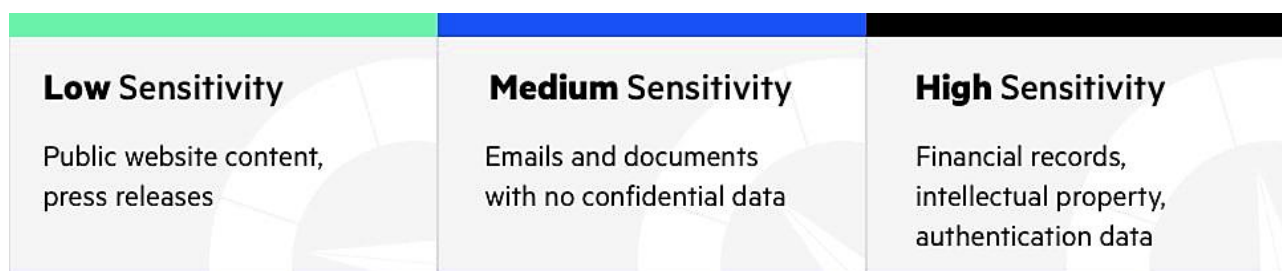 Low Sensitivity
Public website content,
press releases
Medium Sensitivity
Emails and documents
with no confidential data
High Sensitivity
Financial records,
intellectual property,
authentication data